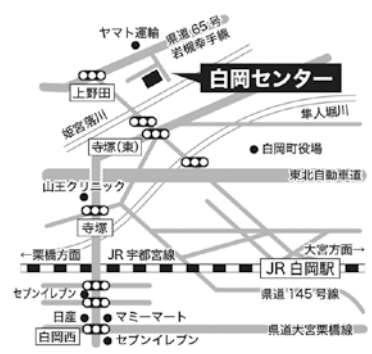 ヤマト運輸
県道65号
岩槻幸手線
白岡センター
上野田
姫宮落川
隼人堀川
寺塚(東)
白岡町役場
山王クリニック
東北自動車道
寺塚
←栗橋方面
JR宇都宮線
大宮方面→
JR白岡駅
セブンイレブン
県道145号線
日産
マミーマート
白岡西
県道大宮栗橋線
セブンイレブン